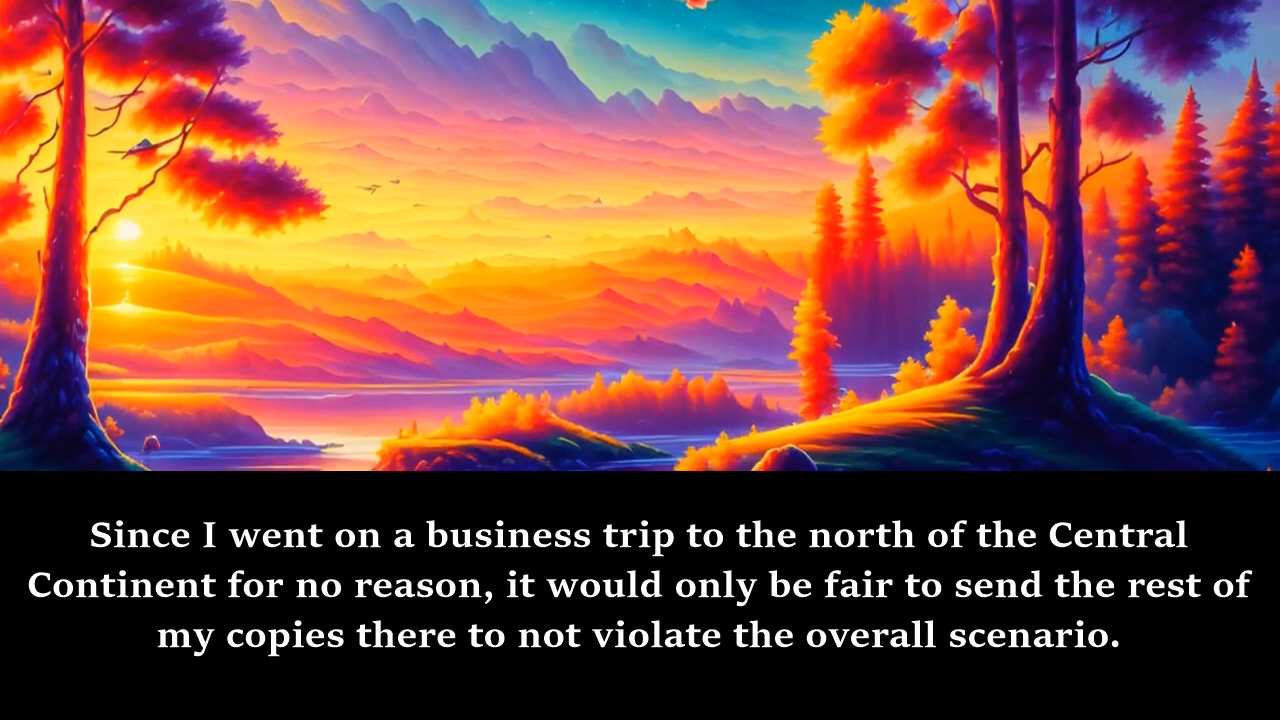 Since I went on a business trip to the north of the Central
Continent for no reason, it would only be fair to send the rest of
my copies there to not violate the overall scenario.